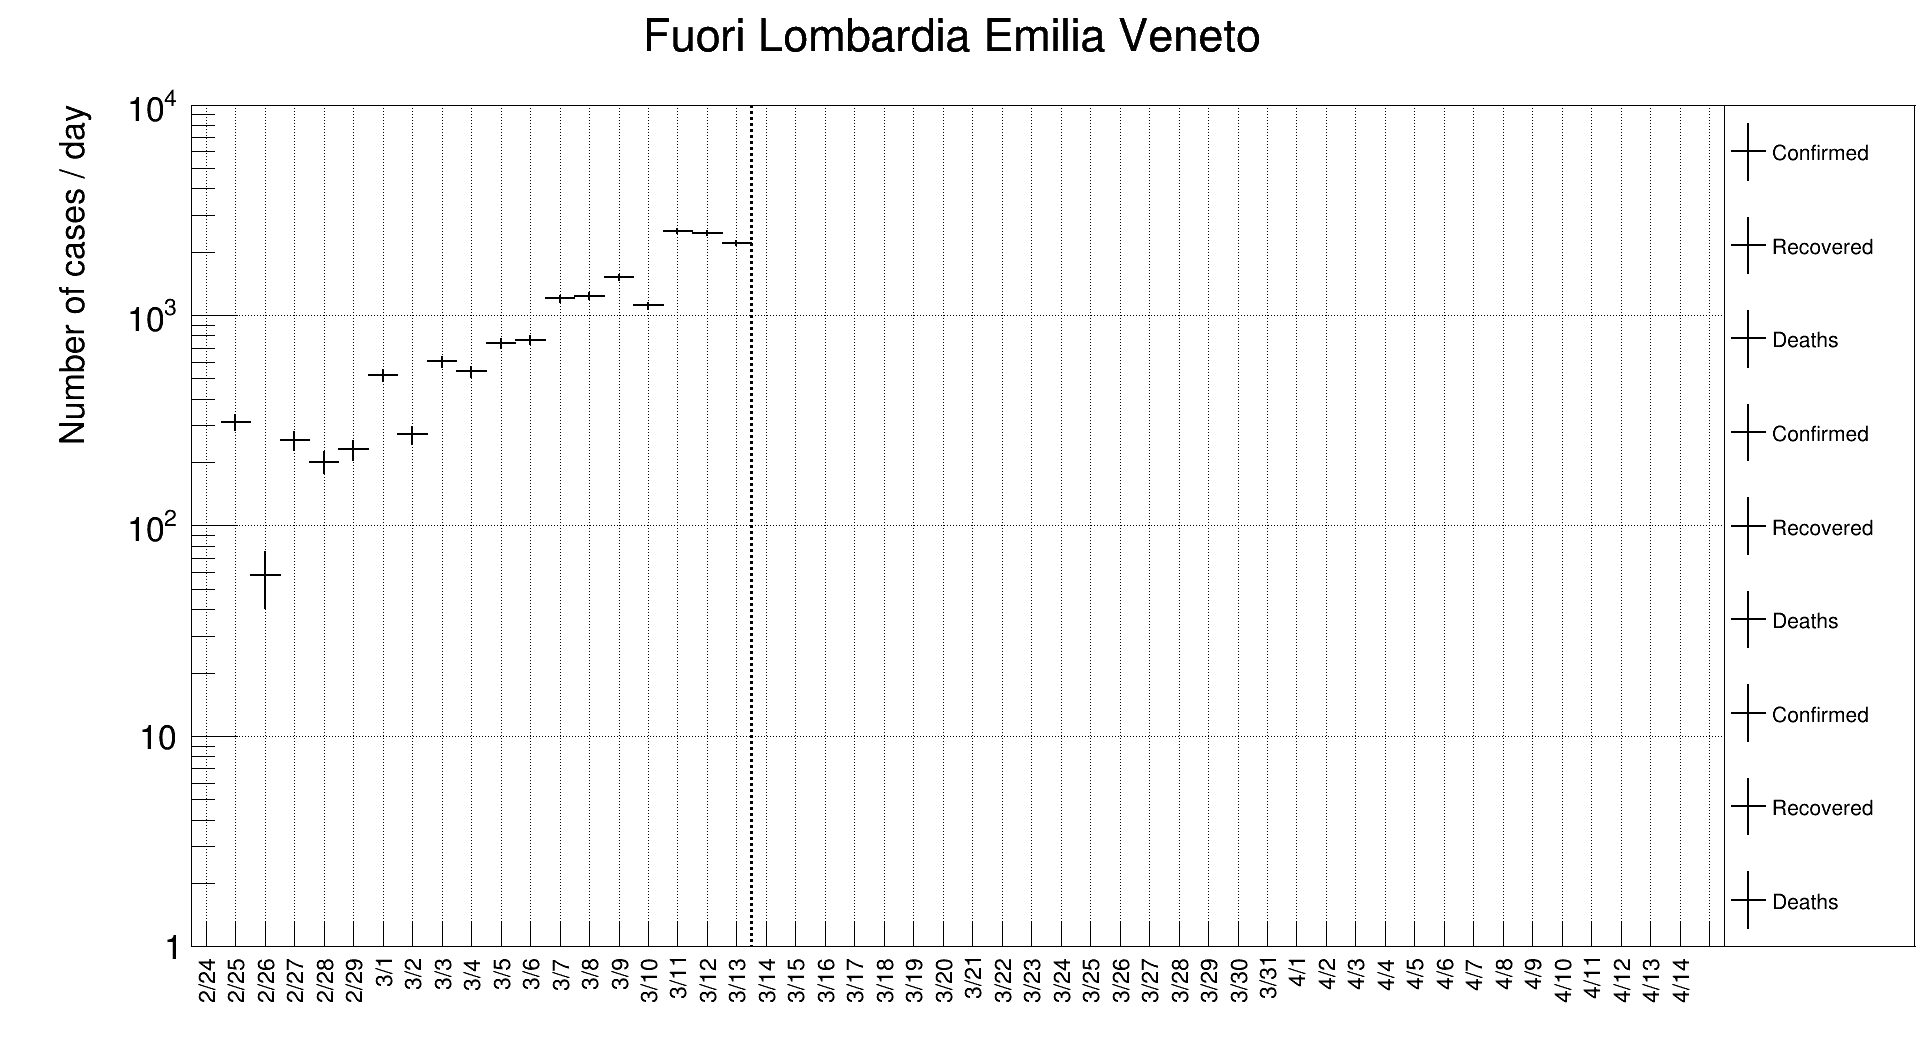 Fuori Lombardia Emilia Veneto
Number of cases / day
10^4
10^3
10^2
10
1
2/24 2/25 2/26 2/27 2/28 2/29 3/1 3/2 3/3 3/4 3/5 3/6 3/7 3/8 3/9 3/10 3/11 3/12 3/13 3/14 3/15 3/16 3/17 3/18 3/19 3/20 3/21 3/22 3/23 3/24 3/25 3/26 3/27 3/28 3/29 3/30 3/31 4/1 4/2 4/3 4/4 4/5 4/6 4/7 4/8 4/9 4/10 4/11 4/12 4/13 4/14
Confirmed
Recovered
Deaths
Confirmed
Recovered
Deaths
Confirmed
Recovered
Deaths